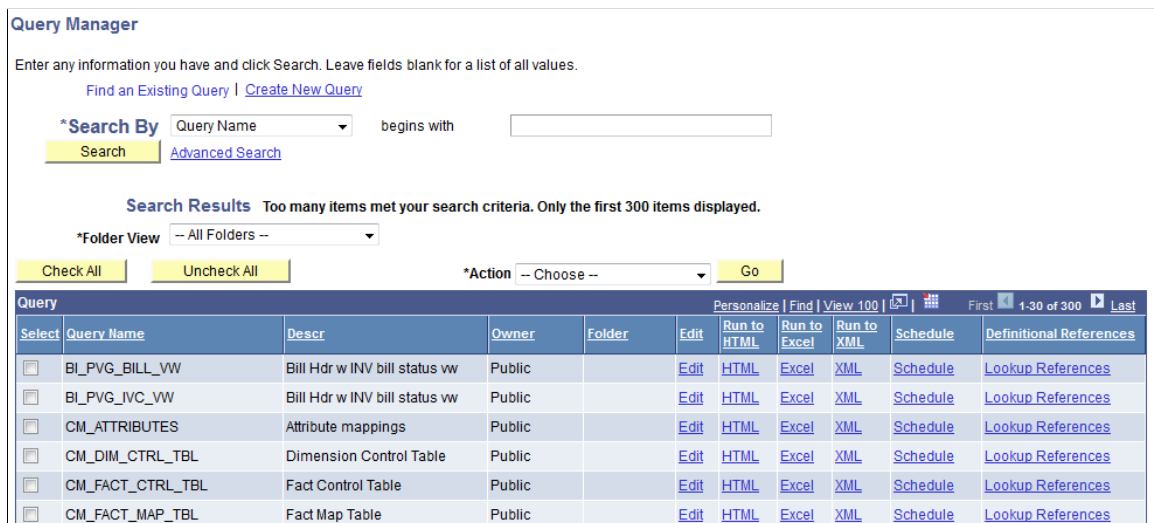 Query Manager
Enter any information you have and click Search. Leave fields blank for a list of all values.
Find an Existing Query | Create New Query
*Search By Query Name begins with
Search Advanced Search
Search Results Too many items met your search criteria. Only the first 300 items displayed.
*Folder View -- All Folders --
Check All Uncheck All *Action -- Choose -- Go
Query Personalize | Find | View 100 | | First 1-30 of 300 Last
Select Query Name Descr Owner Folder Edit Run to HTML Run to Excel Run to XML Schedule Definitional References
BI_PVG_BILL_VW Bill Hdr w INV bill status vw Public Edit HTML Excel XML Schedule Lookup References
BI_PVG_IVC_VW Bill Hdr w INV bill status vw Public Edit HTML Excel XML Schedule Lookup References
CM_ATTRIBUTES Attribute mappings Public Edit HTML Excel XML Schedule Lookup References
CM_DIM_CTRL_TBL Dimension Control Table Public Edit HTML Excel XML Schedule Lookup References
CM_FACT_CTRL_TBL Fact Control Table Public Edit HTML Excel XML Schedule Lookup References
CM_FACT_MAP_TBL Fact Map Table Public Edit HTML Excel XML Schedule Lookup References